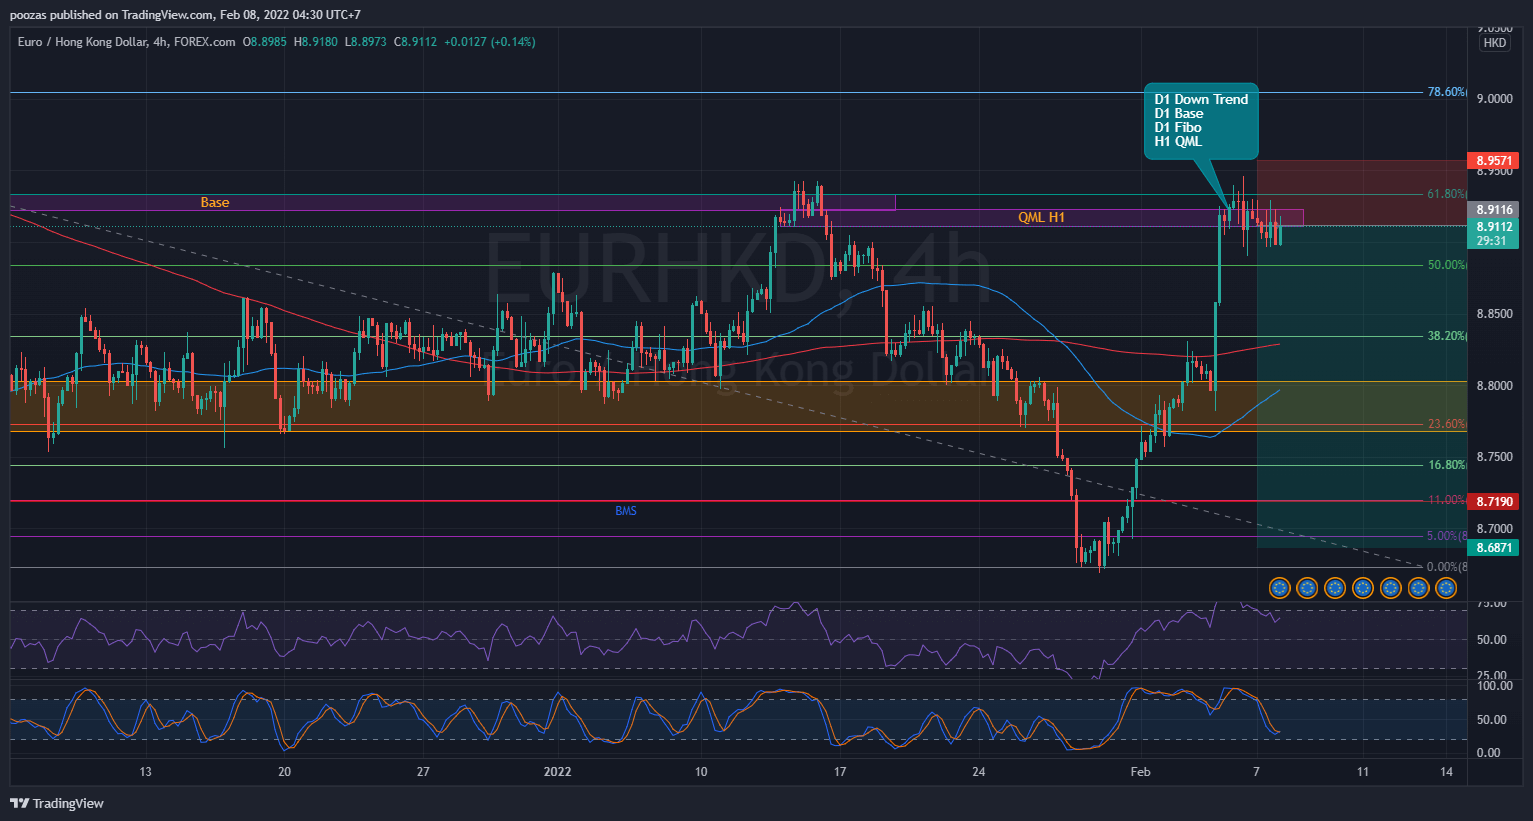 poozas published on TradingView.com, Feb 08, 2022 04:30 UTC+7
Euro / Hong Kong Dollar, 4h, FOREX.com O8.8985 H8.9180 L8.8973 C8.9112 +0.0127 (+0.14%)
HKD
78.60%(
9.0000
D1 Down Trend
D1 Base
D1 Fibo
H1 QML
8.9571
8.9500
61.80%(
Base
QML H1
8.9116
8.9112
29:31
EURHKD, 4h
50.00%(
8.8500
38.20%(
Euro / Hong Kong Dollar
8.8000
23.60%(
8.7500
16.80%(
11.00%(
8.7190
BMS
8.7000
5.00%(8
8.6871
0.00%(8
75.00
50.00
25.00
100.00
50.00
0.00
13 20 27 2022 10 17 24 Feb 7 11 14
TradingView